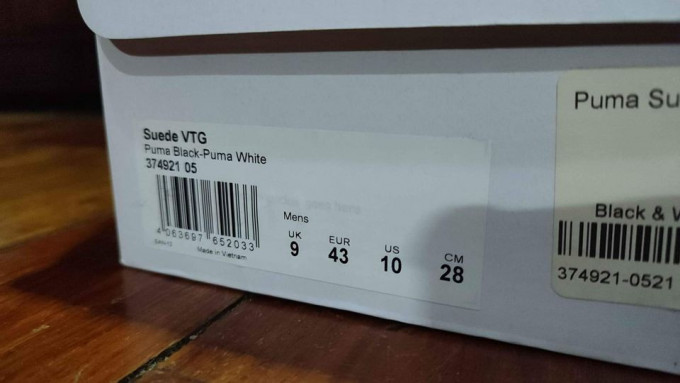 Suede VTG
Puma Black-Puma White
374921 05
4 063697 652033
Made in Vietnam
Mens
UK EUR US CM
9 43 10 28
Puma Su
Black & W
374921-0521